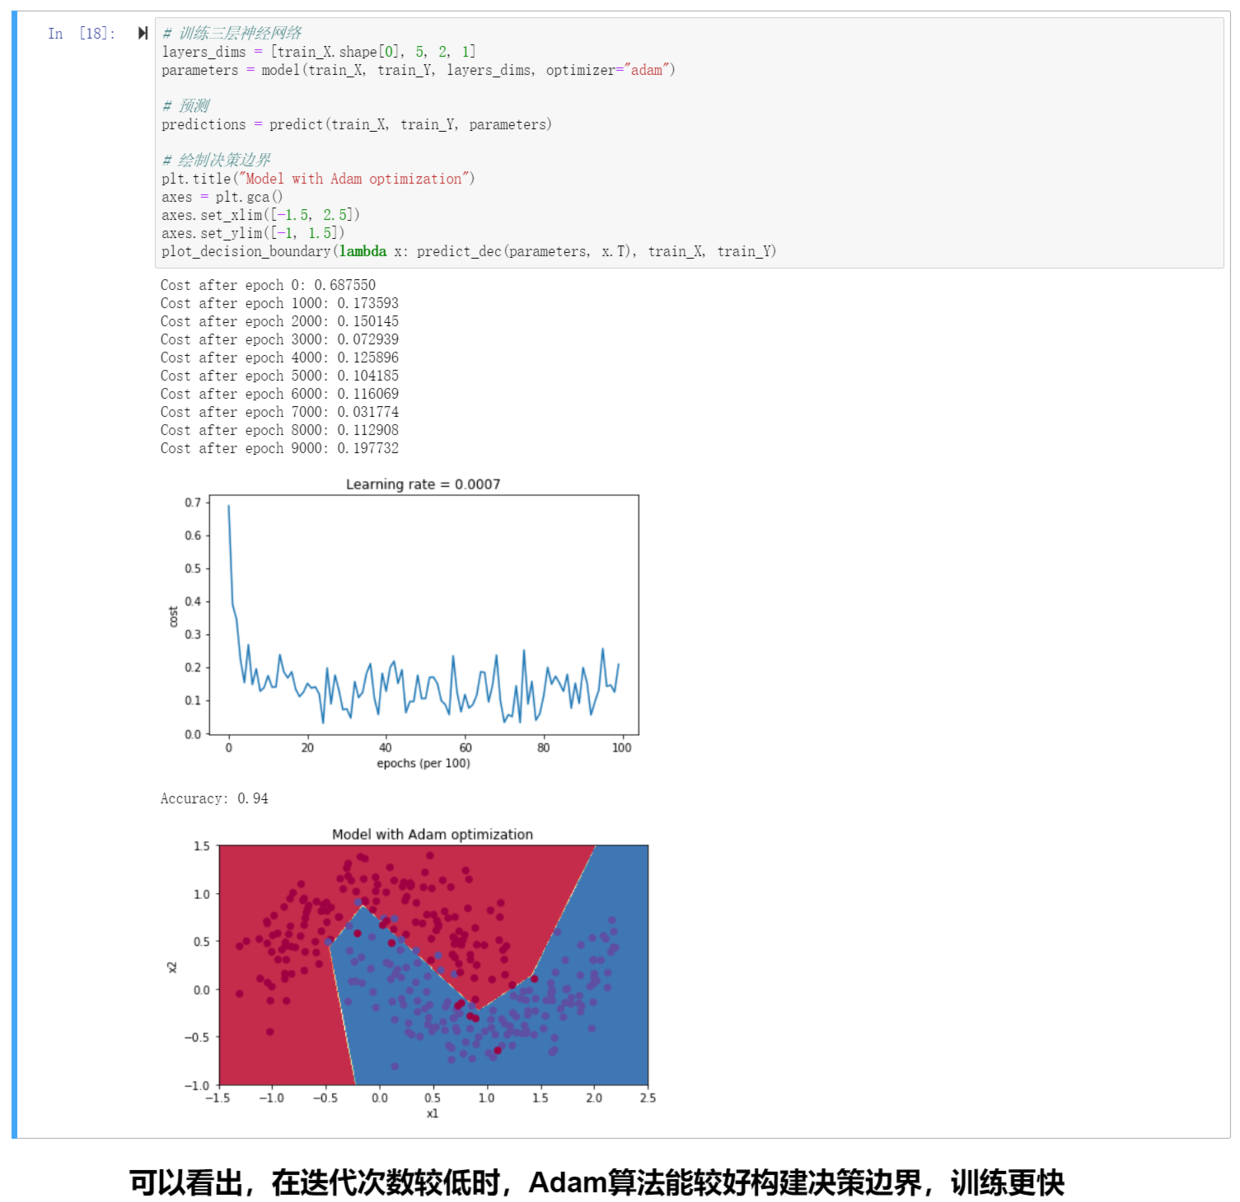 In [18]:
# 训练三层神经网络
layers_dims = [train_X.shape[0], 5, 2, 1]
parameters = model(train_X, train_Y, layers_dims, optimizer="adam")
# 预测
predictions = predict(train_X, train_Y, parameters)
# 绘制决策边界
plt.title("Model with Adam optimization")
axes = plt.gca()
axes.set_xlim([-1.5, 2.5])
axes.set_ylim([-1, 1.5])
plot_decision_boundary(lambda x: predict_dec(parameters, x.T), train_X, train_Y)
Cost after epoch 0: 0.687550
Cost after epoch 1000: 0.173593
Cost after epoch 2000: 0.150145
Cost after epoch 3000: 0.072939
Cost after epoch 4000: 0.125896
Cost after epoch 5000: 0.104185
Cost after epoch 6000: 0.116069
Cost after epoch 7000: 0.031774
Cost after epoch 8000: 0.112908
Cost after epoch 9000: 0.197732
Learning rate = 0.0007
0.7
0.6
0.5
0.4
0.3
0.2
0.1
0.0
cost
0 20 40 60 80 100
epochs (per 100)
Accuracy: 0.94
Model with Adam optimization
1.5
1.0
0.5
0.0
−0.5
−1.0
x2
−1.5 −1.0 −0.5 0.0 0.5 1.0 1.5 2.0 2.5
x1
可以看出，在迭代次数较低时，Adam算法能较好构建决策边界，训练更快